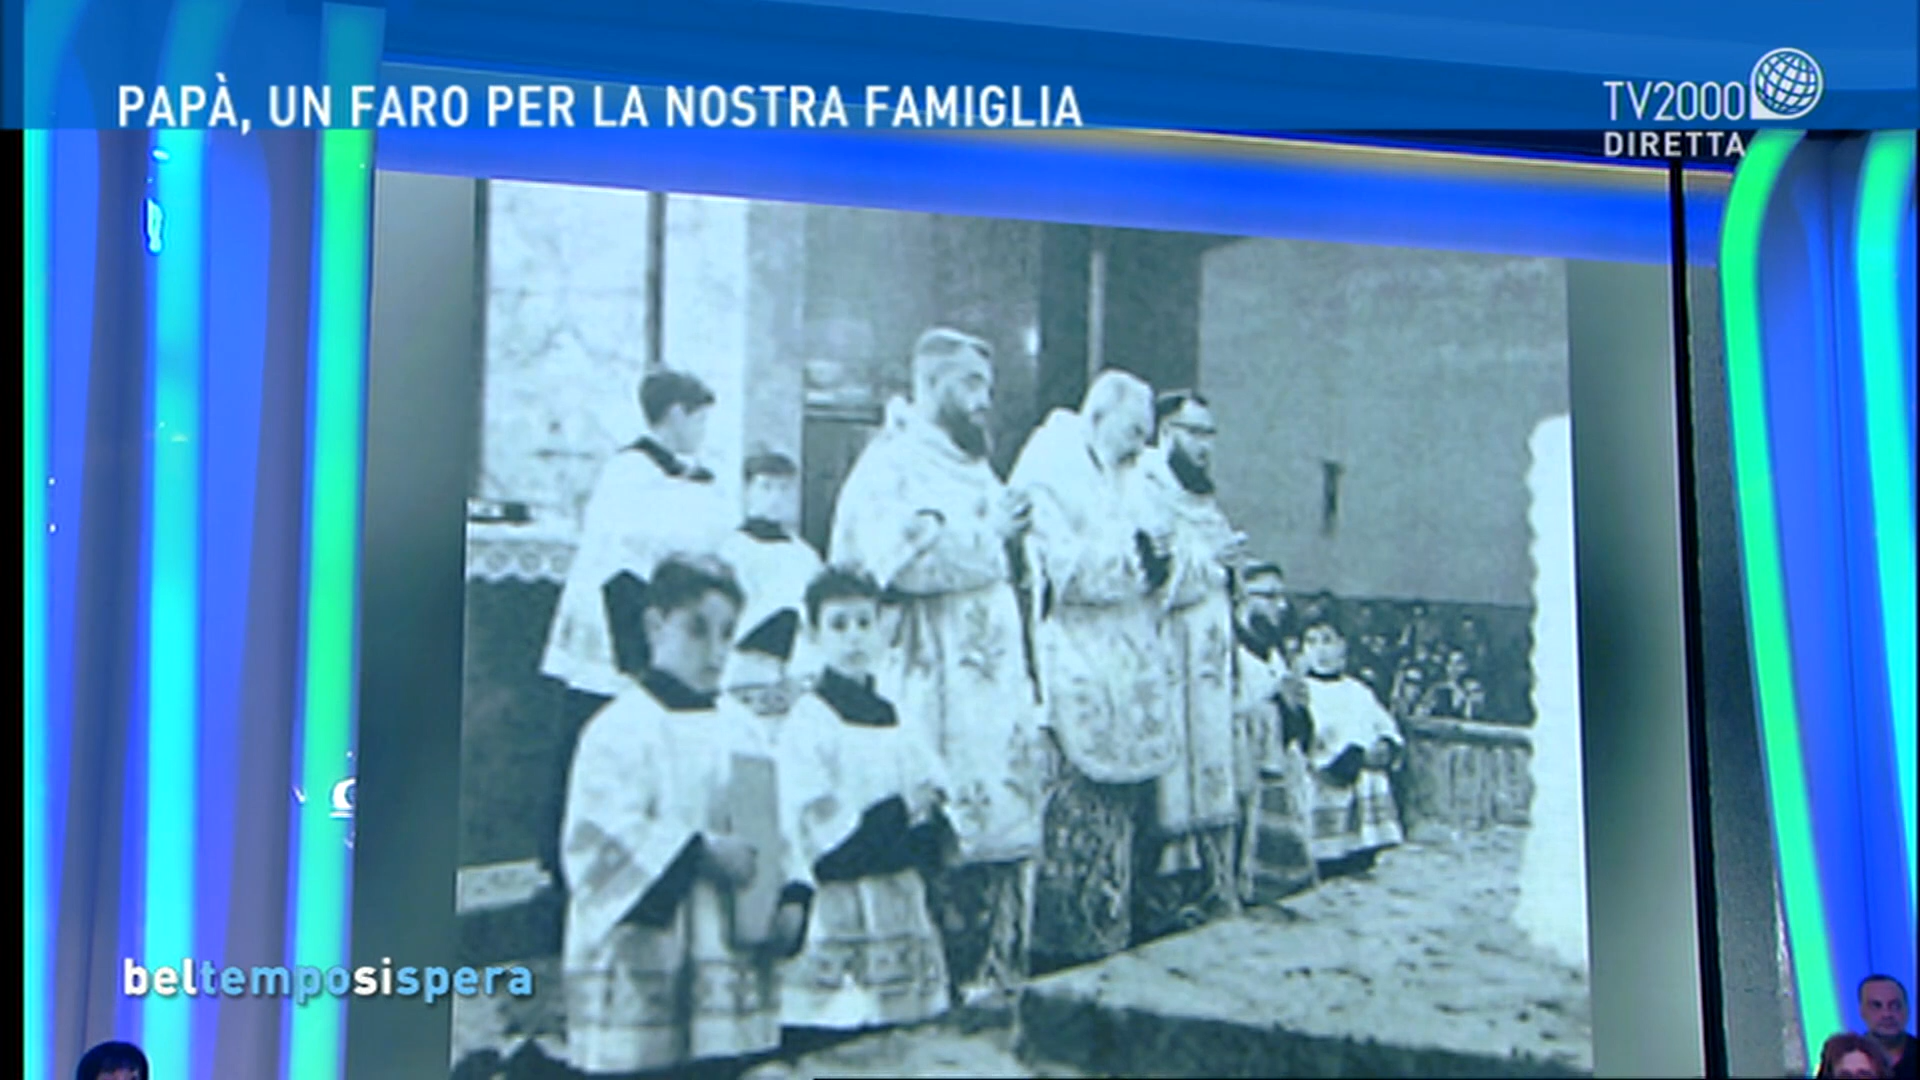 PAPÀ, UN FARO PER LA NOSTRA FAMIGLIA
TV2000
DIRETTA
beltemposispera